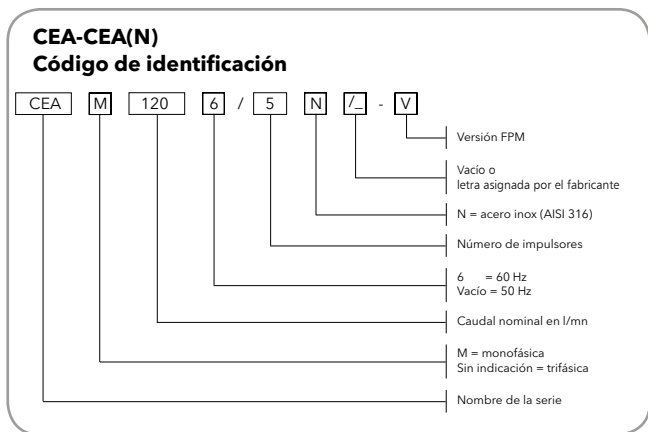 CEA-CEA(N)
Código de identificación
CEA M 120 6 / 5 N /_ - V
Versión FPM
Vacío o
letra asignada por el fabricante
N = acero inox (AISI 316)
Número de impulsores
6 = 60 Hz
Vacío = 50 Hz
Caudal nominal en l/mn
M = monofásica
Sin indicación = trifásica
Nombre de la serie